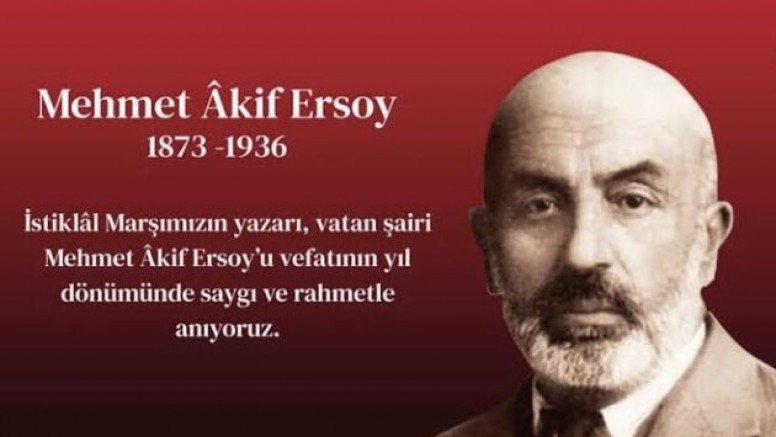 Mehmet Âkif Ersoy
1873 -1936
İstiklâl Marşımızın yazarı, vatan şairi
Mehmet Âkif Ersoy’u vefatının yıl
dönümünde saygı ve rahmetle
anıyoruz.